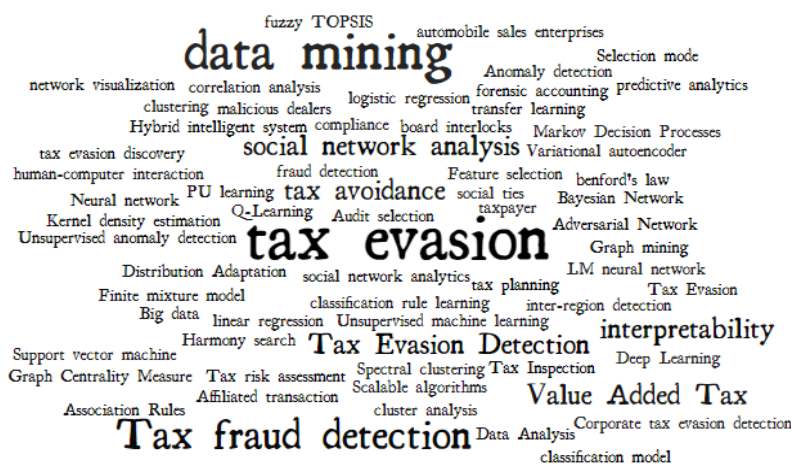 fuzzy TOPSIS
automobile sales enterprises
data mining
Selection mode
Anomaly detection
network visualization
correlation analysis
forensic accounting
predictive analytics
logistic regression
clustering
malicious dealers
transfer learning
Hybrid intelligent system
compliance
board interlocks
Markov Decision Processes
social network analysis
Variational autoencoder
tax evasion discovery
human-computer interaction
fraud detection
Feature selection
benford's law
Neural network
PU learning
tax avoidance
social ties
Bayesian Network
Kernel density estimation
Q-Learning
Audit selection
taxpayer
Adversarial Network
Unsupervised anomaly detection
tax evasion
Graph mining
Distribution Adaptation
social network analytics
tax planning
LM neural network
Finite mixture model
classification rule learning
inter-region detection
Tax Evasion
Big data
linear regression
Unsupervised machine learning
interpretability
Harmony search
Tax Evasion Detection
Support vector machine
Deep Learning
Graph Centrality Measure
Tax risk assessment
Spectral clustering
Tax Inspection
Affiliated transaction
Scalable algorithms
Value Added Tax
Association Rules
cluster analysis
Corporate tax evasion detection
Tax fraud detection
Data Analysis
classification model